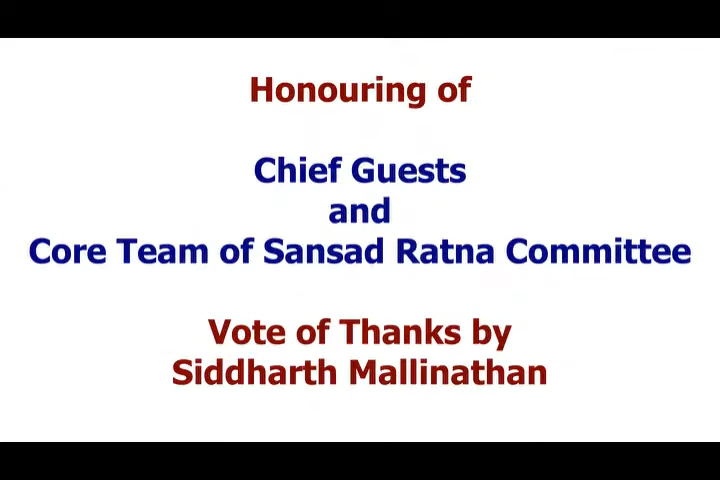 Honouring of
Chief Guests
and
Core Team of Sansad Ratna Committee
Vote of Thanks by
Siddharth Mallinathan